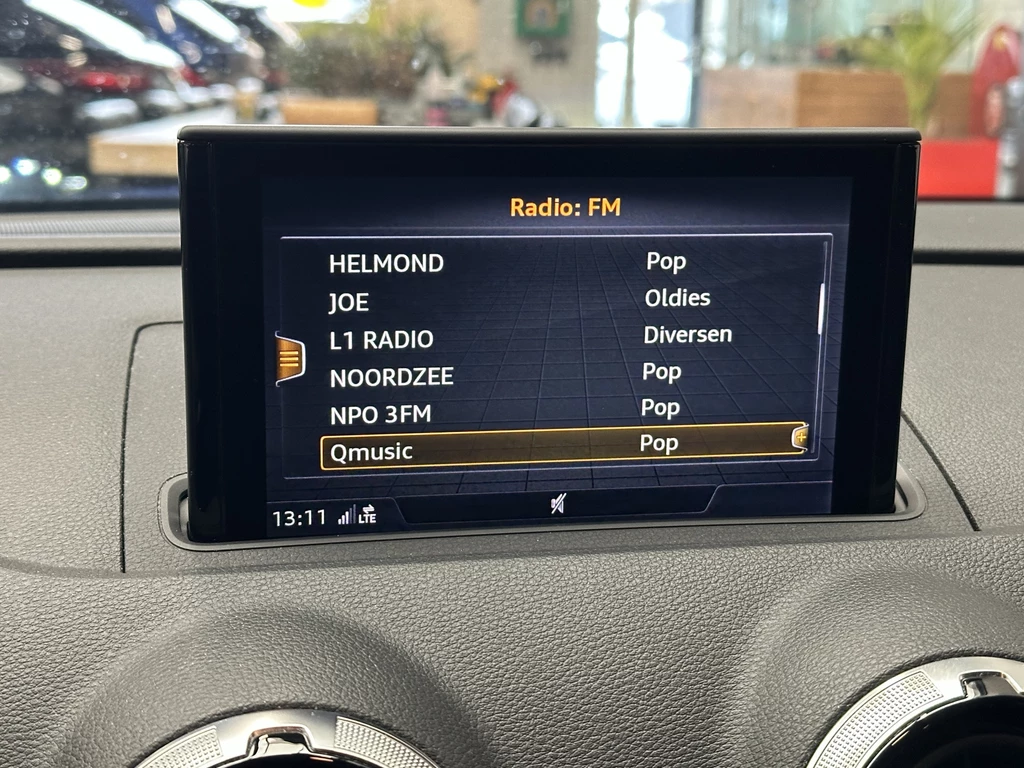 Radio: FM
HELMOND Pop
JOE Oldies
L1 RADIO Diversen
NOORDZEE Pop
NPO 3FM Pop
Qmusic Pop
13:11 LTE